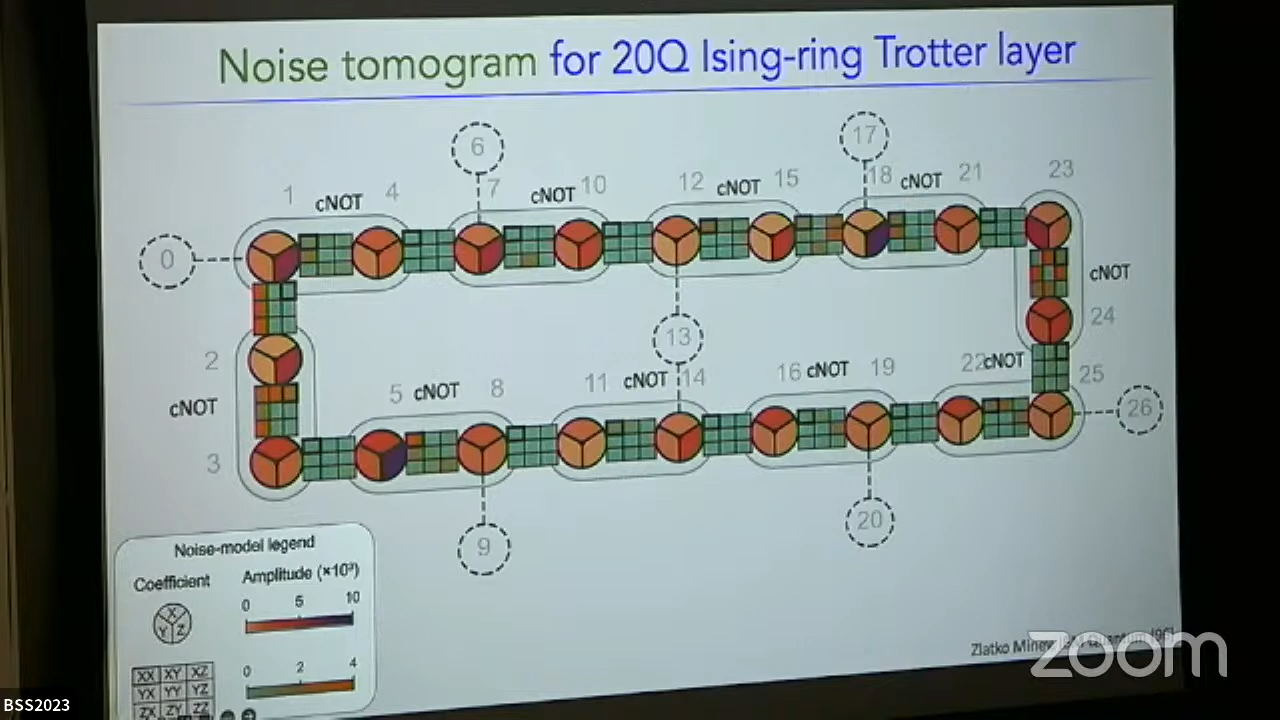 Noise tomogram for 20Q Ising-ring Trotter layer
6
17
1 cNOT 4
7 cNOT 10
12 cNOT 15
18 cNOT 21
23
0
cNOT
13
24
2
cNOT
5 cNOT 8
11 cNOT 14
16 cNOT 19
22 cNOT
25
26
3
9
20
Noise-model legend
Coefficient
Amplitude (×10³)
X
Y Z
0 5 10
XX XY XZ
YX YY YZ
ZX ZY ZZ
0 2 4
Zlatko
zoom
BSS2023